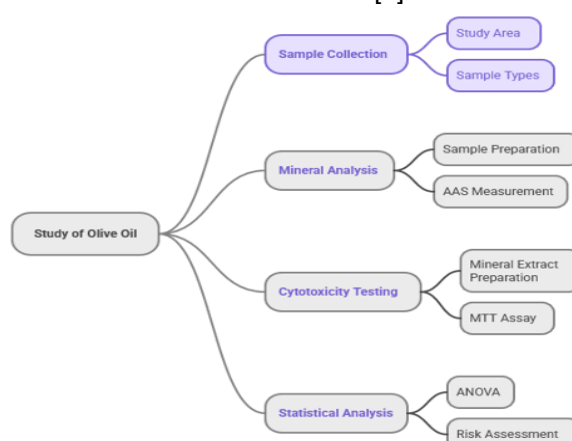 Study Area
Sample Collection
Sample Types
Sample Preparation
Mineral Analysis
AAS Measurement
Study of Olive Oil
Mineral Extract
Preparation
Cytotoxicity Testing
MTT Assay
ANOVA
Statistical Analysis
Risk Assessment